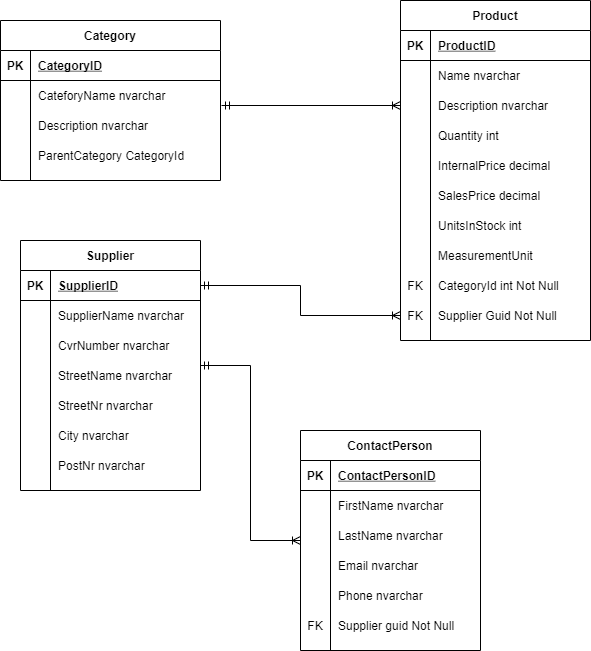 Category
PK CategoryID
CateforyName nvarchar
Description nvarchar
ParentCategory CategoryId
Product
PK ProductID
Name nvarchar
Description nvarchar
Quantity int
InternalPrice decimal
SalesPrice decimal
UnitsInStock int
MeasurementUnit
FK CategoryId int Not Null
FK Supplier Guid Not Null
Supplier
PK SupplierID
SupplierName nvarchar
CvrNumber nvarchar
StreetName nvarchar
StreetNr nvarchar
City nvarchar
PostNr nvarchar
ContactPerson
PK ContactPersonID
FirstName nvarchar
LastName nvarchar
Email nvarchar
Phone nvarchar
FK Supplier guid Not Null